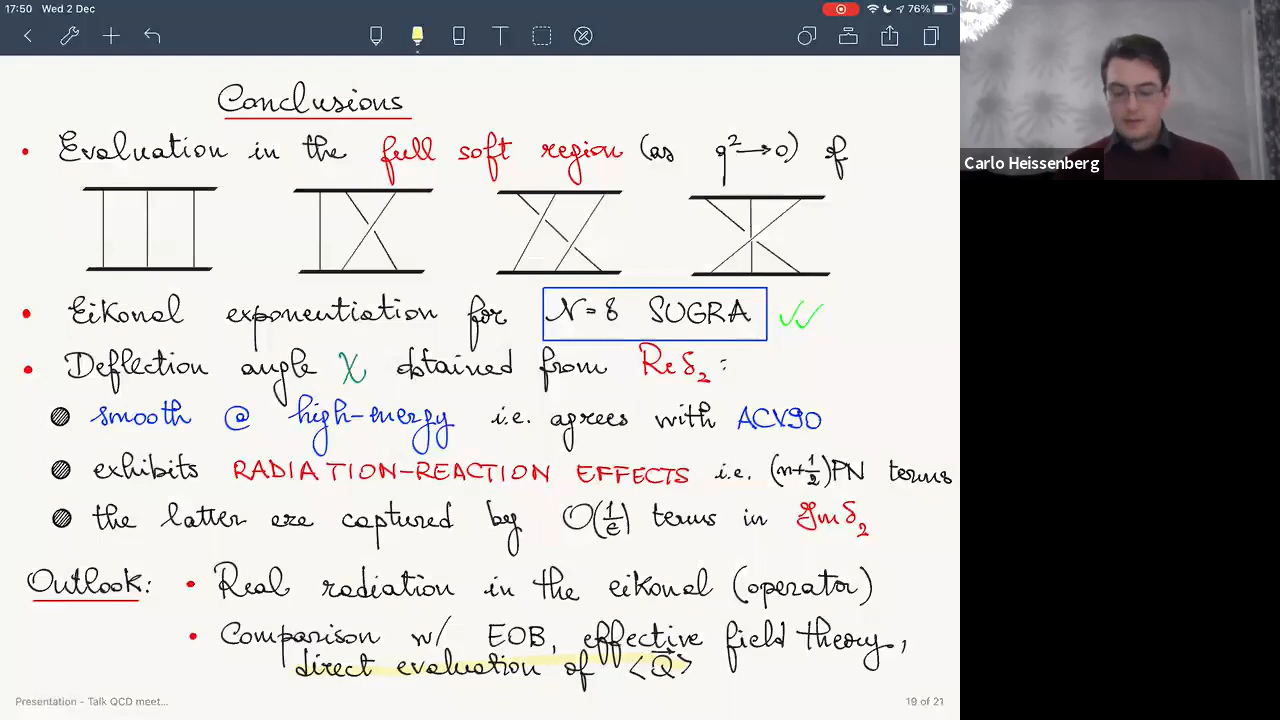 17:50 Wed 2 Dec
76%
Conclusions
• Evaluation in the full soft region (as q²→0) of
• Eikonal exponentiation for N=8 SUGRA ✓✓
• Deflection angle χ obtained from Re δ₂:
smooth @ high-energy i.e. agrees with ACV90
exhibits RADIATION-REACTION EFFECTS i.e. (n+1/2)PN terms
the latter are captured by O(1/ϵ) terms in Im δ₂
Outlook: • Real radiation in the eikonal (operator)
• Comparison w/ EOB, effective field theory,
direct evaluation of ⟨Q⃗⟩
Presentation - Talk QCD meet...
19 of 21
Carlo Heissenberg
T